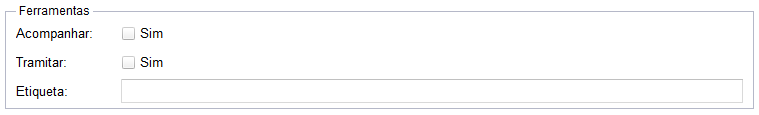 Ferramentas
Acompanhar: Sim
Tramitar: Sim
Etiqueta: